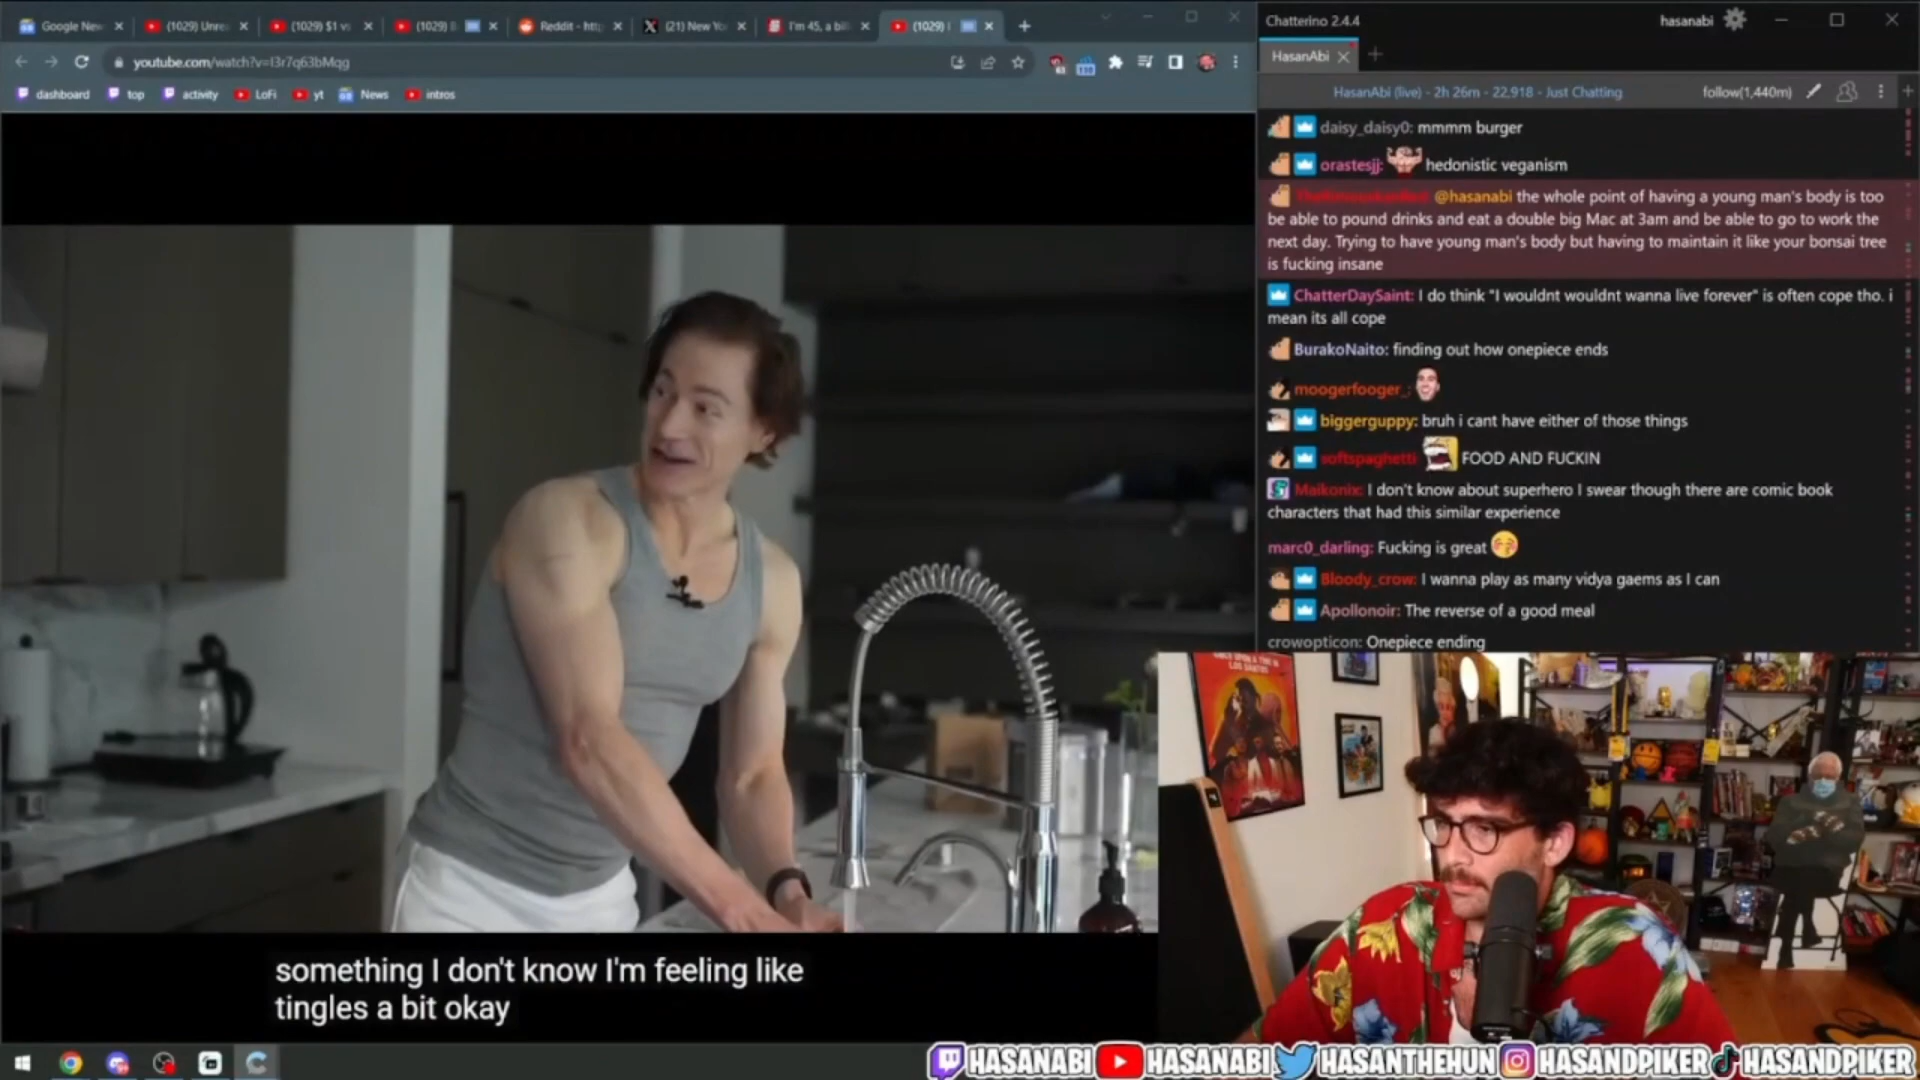 Google New
(1029) Unre
(1029) $1 vs
(1029) B
Reddit - http
(21) New Yo
I'm 45, a bill
(1029) I
youtube.com/watch?v=I3r7q63bMqg
dashboard
top
activity
LoFi
yt
News
intros
something I don't know I'm feeling like
tingles a bit okay
Chatterino 2.4.4
hasanabi
HasanAbi
HasanAbi (live) - 2h 26m - 22,918 - Just Chatting
follow(1,440m)
daisy_daisy0: mmmm burger
orastesjj: hedonistic veganism
@hasanabi the whole point of having a young man's body is too
be able to pound drinks and eat a double big Mac at 3am and be able to go to work the
next day. Trying to have young man's body but having to maintain it like your bonsai tree
is fucking insane
ChatterDaySaint: I do think "I wouldnt wouldnt wanna live forever" is often cope tho. i
mean its all cope
BurakoNaito: finding out how onepiece ends
moogerfooger_:
biggerguppy: bruh i cant have either of those things
softspaghetti FOOD AND FUCKIN
Maikonix: I don't know about superhero I swear though there are comic book
characters that had this similar experience
marc0_darling: Fucking is great
Bloody_crow: I wanna play as many vidya gaems as I can
Apollonoir: The reverse of a good meal
crowopticon: Onepiece ending
LOS SANTOS
HASANABI HASANABI HASANTHEHUN HASANDPIKER HASANDPIKER